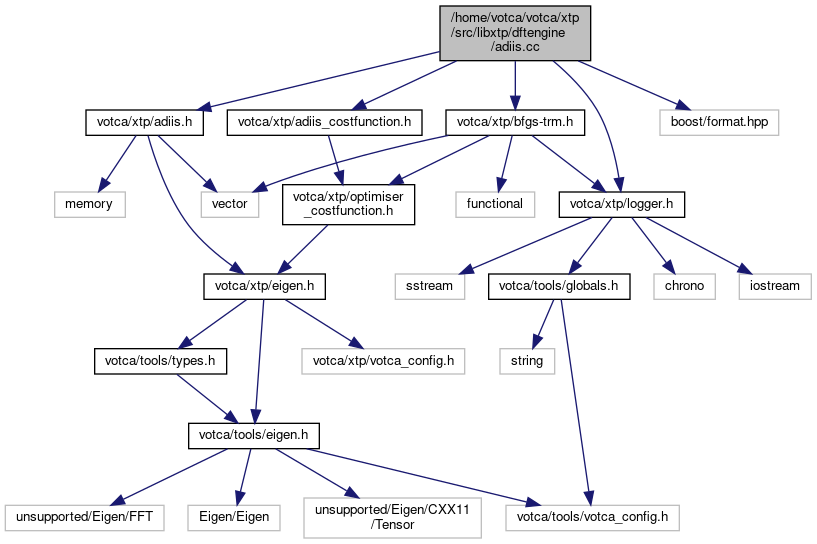 /home/votca/votca/xtp
/src/libxtp/dftengine
/adiis.cc
votca/xtp/adiis.h
votca/xtp/adiis_costfunction.h
votca/xtp/bfgs-trm.h
boost/format.hpp
memory
vector
votca/xtp/optimiser
_costfunction.h
functional
votca/xtp/logger.h
votca/xtp/eigen.h
sstream
votca/tools/globals.h
chrono
iostream
votca/tools/types.h
votca/xtp/votca_config.h
string
votca/tools/eigen.h
unsupported/Eigen/FFT
Eigen/Eigen
unsupported/Eigen/CXX11
/Tensor
votca/tools/votca_config.h